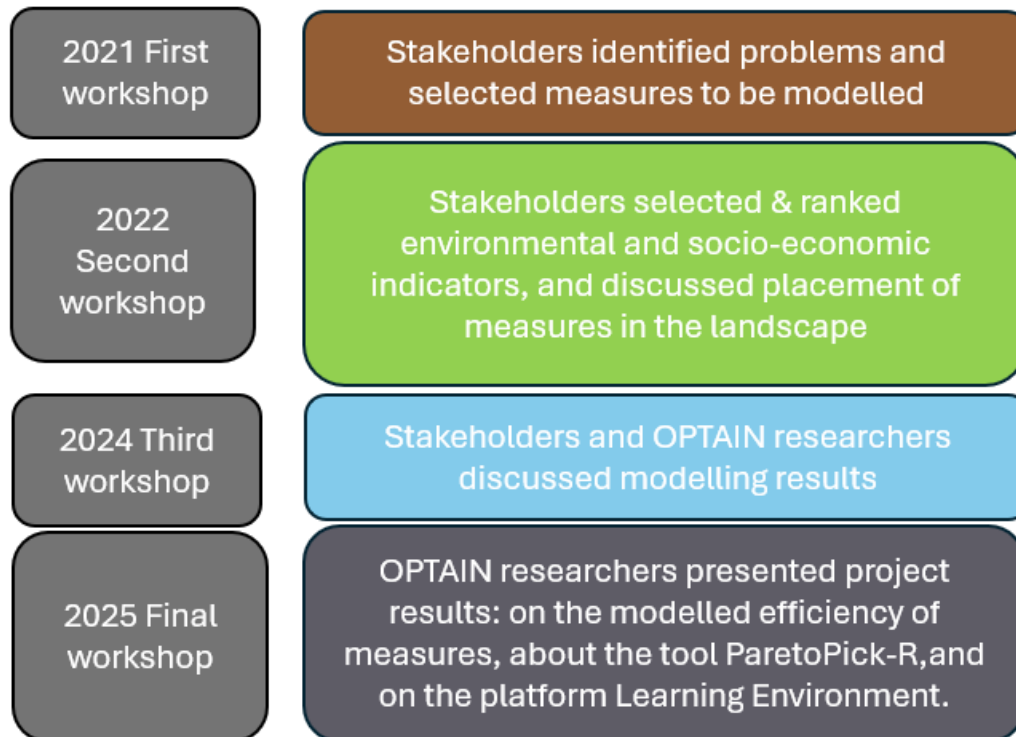 2021 First
workshop
Stakeholders identified problems and
selected measures to be modelled
2022
Second
workshop
Stakeholders selected & ranked
environmental and socio-economic
indicators, and discussed placement of
measures in the landscape
2024 Third
workshop
Stakeholders and OPTAIN researchers
discussed modelling results
2025 Final
workshop
OPTAIN researchers presented project
results: on the modelled efficiency of
measures, about the tool ParetoPick-R,and
on the platform Learning Environment.